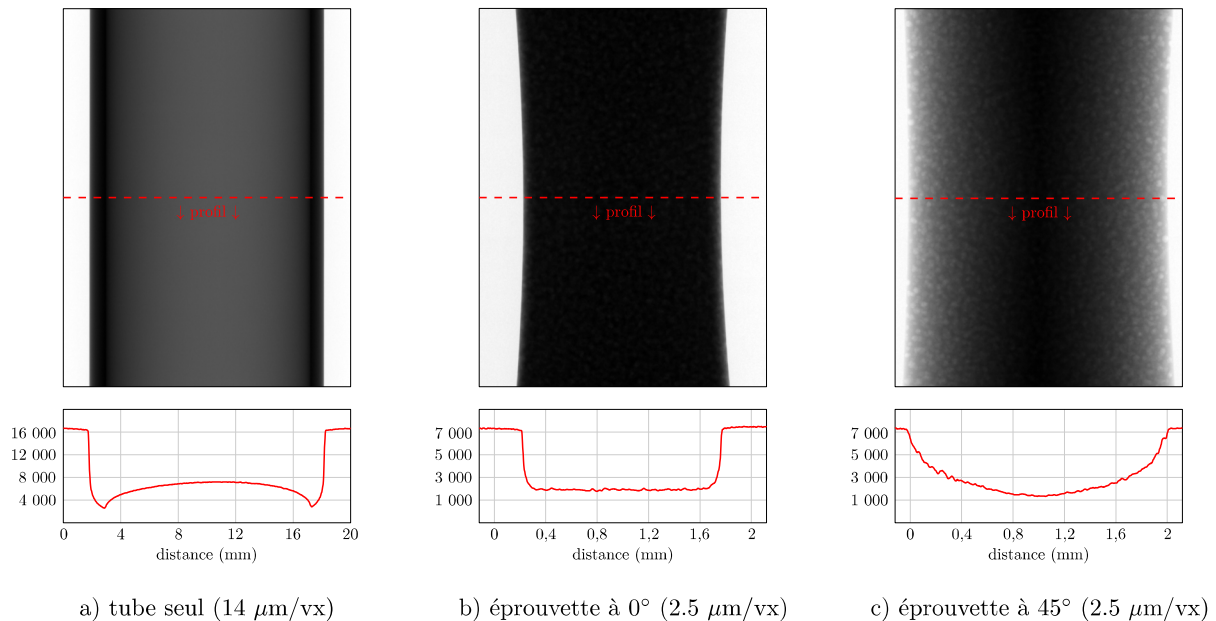 ↓ profil ↓
↓ profil ↓
↓ profil ↓
16 000
12 000
8 000
4 000
0 4 8 12 16 20
distance (mm)
7 000
5 000
3 000
1 000
0 0,4 0,8 1,2 1,6 2
distance (mm)
7 000
5 000
3 000
1 000
0 0,4 0,8 1,2 1,6 2
distance (mm)
a) tube seul (14 μm/vx)
b) éprouvette à 0° (2.5 μm/vx)
c) éprouvette à 45° (2.5 μm/vx)